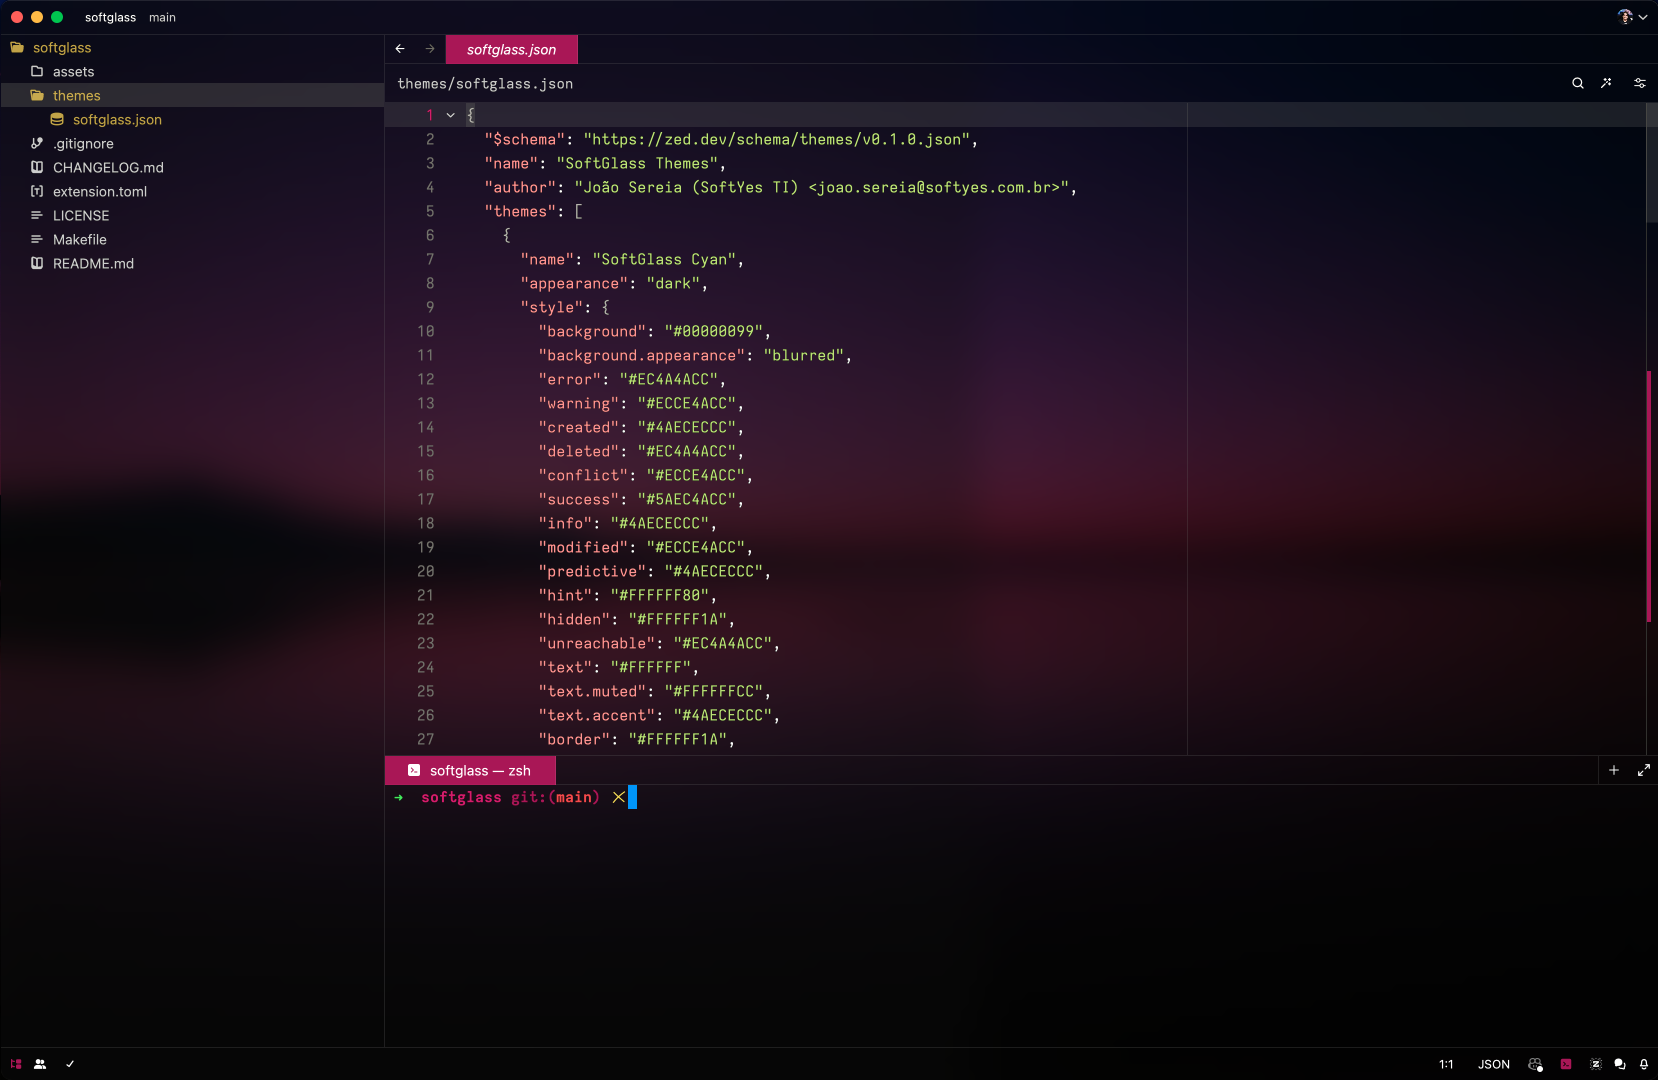 softglass main
softglass
assets
themes
softglass.json
.gitignore
CHANGELOG.md
extension.toml
LICENSE
Makefile
README.md
softglass.json
themes/softglass.json
1 {
2 "$schema": "https://zed.dev/schema/themes/v0.1.0.json",
3 "name": "SoftGlass Themes",
4 "author": "João Sereia (SoftYes TI) <joao.sereia@softyes.com.br>",
5 "themes": [
6 {
7 "name": "SoftGlass Cyan",
8 "appearance": "dark",
9 "style": {
10 "background": "#00000099",
11 "background.appearance": "blurred",
12 "error": "#EC4A4ACC",
13 "warning": "#ECCE4ACC",
14 "created": "#4AECECCC",
15 "deleted": "#EC4A4ACC",
16 "conflict": "#ECCE4ACC",
17 "success": "#5AEC4ACC",
18 "info": "#4AECECCC",
19 "modified": "#ECCE4ACC",
20 "predictive": "#4AECECCC",
21 "hint": "#FFFFFF80",
22 "hidden": "#FFFFFF1A",
23 "unreachable": "#EC4A4ACC",
24 "text": "#FFFFFF",
25 "text.muted": "#FFFFFFCC",
26 "text.accent": "#4AECECCC",
27 "border": "#FFFFFF1A",
softglass — zsh
➜ softglass git:(main) ✗
1:1 JSON